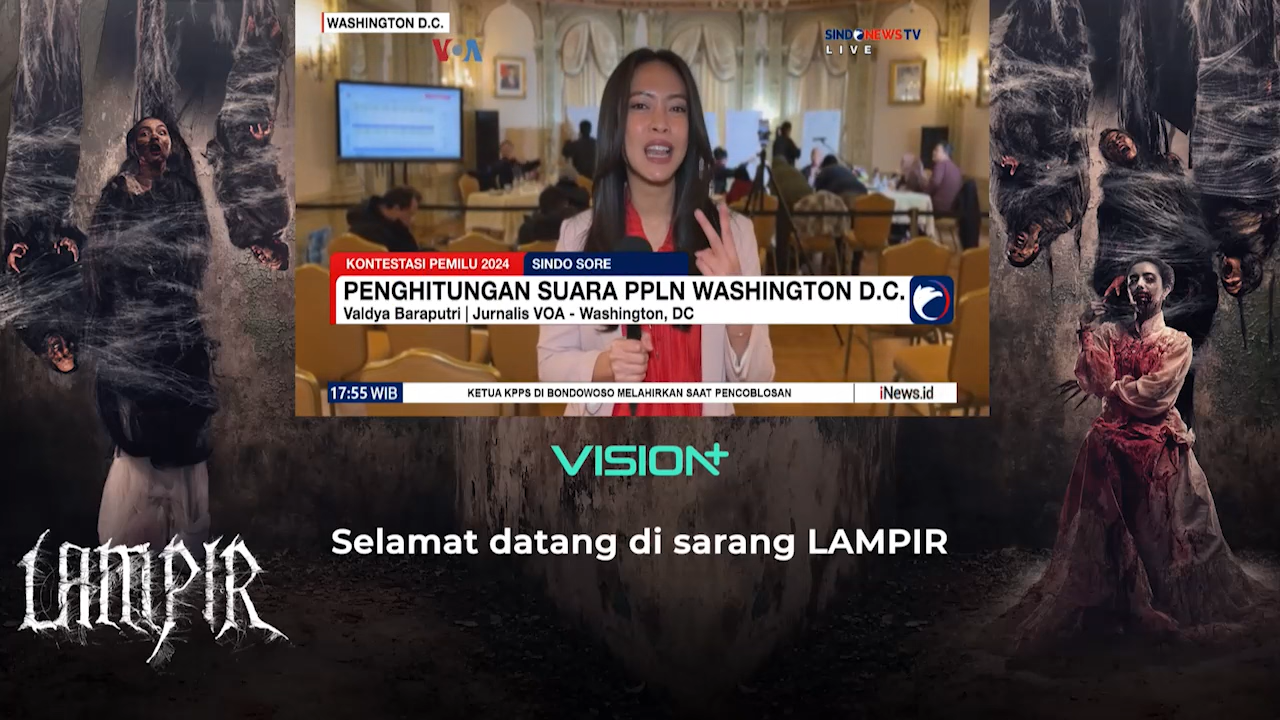 WASHINGTON D.C.
VOA
SINDONEWSTV
LIVE
KONTESTASI PEMILU 2024
SINDO SORE
PENGHITUNGAN SUARA PPLN WASHINGTON D.C.
Valdya Baraputri | Jurnalis VOA - Washington, DC
17:55 WIB
KETUA KPPS DI BONDOWOSO MELAHIRKAN SAAT PENCOBLOSAN
iNews.id
VISION+
Selamat datang di sarang LAMPIR
LAMPIR